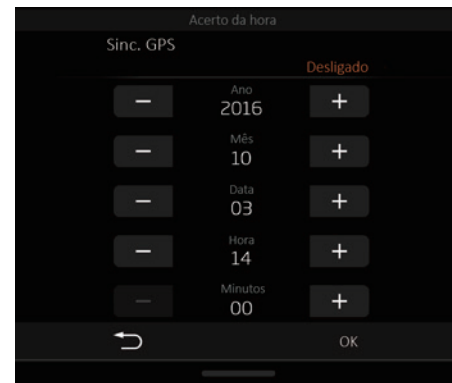 Acerto da hora
Sinc. GPS
Desligado
Ano
2016
Mês
10
Data
03
Hora
14
Minutos
00
OK